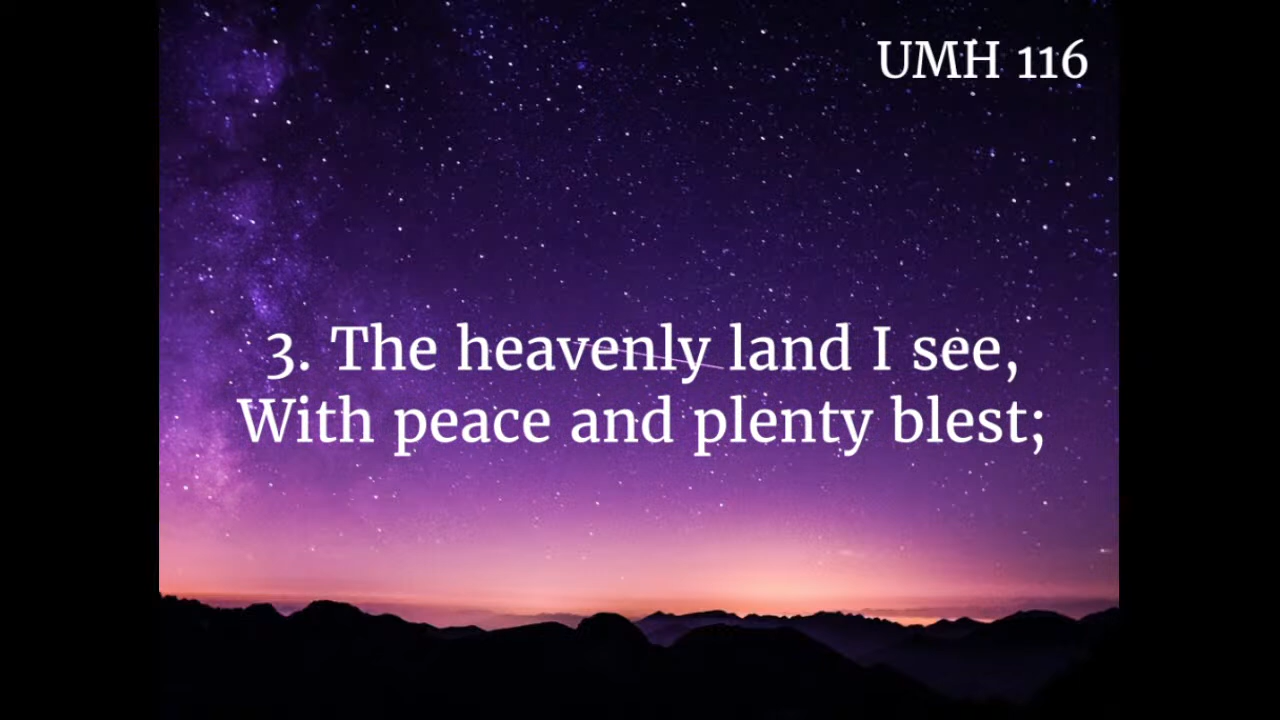 UMH 116
3. The heavenly land I see,
With peace and plenty blest;